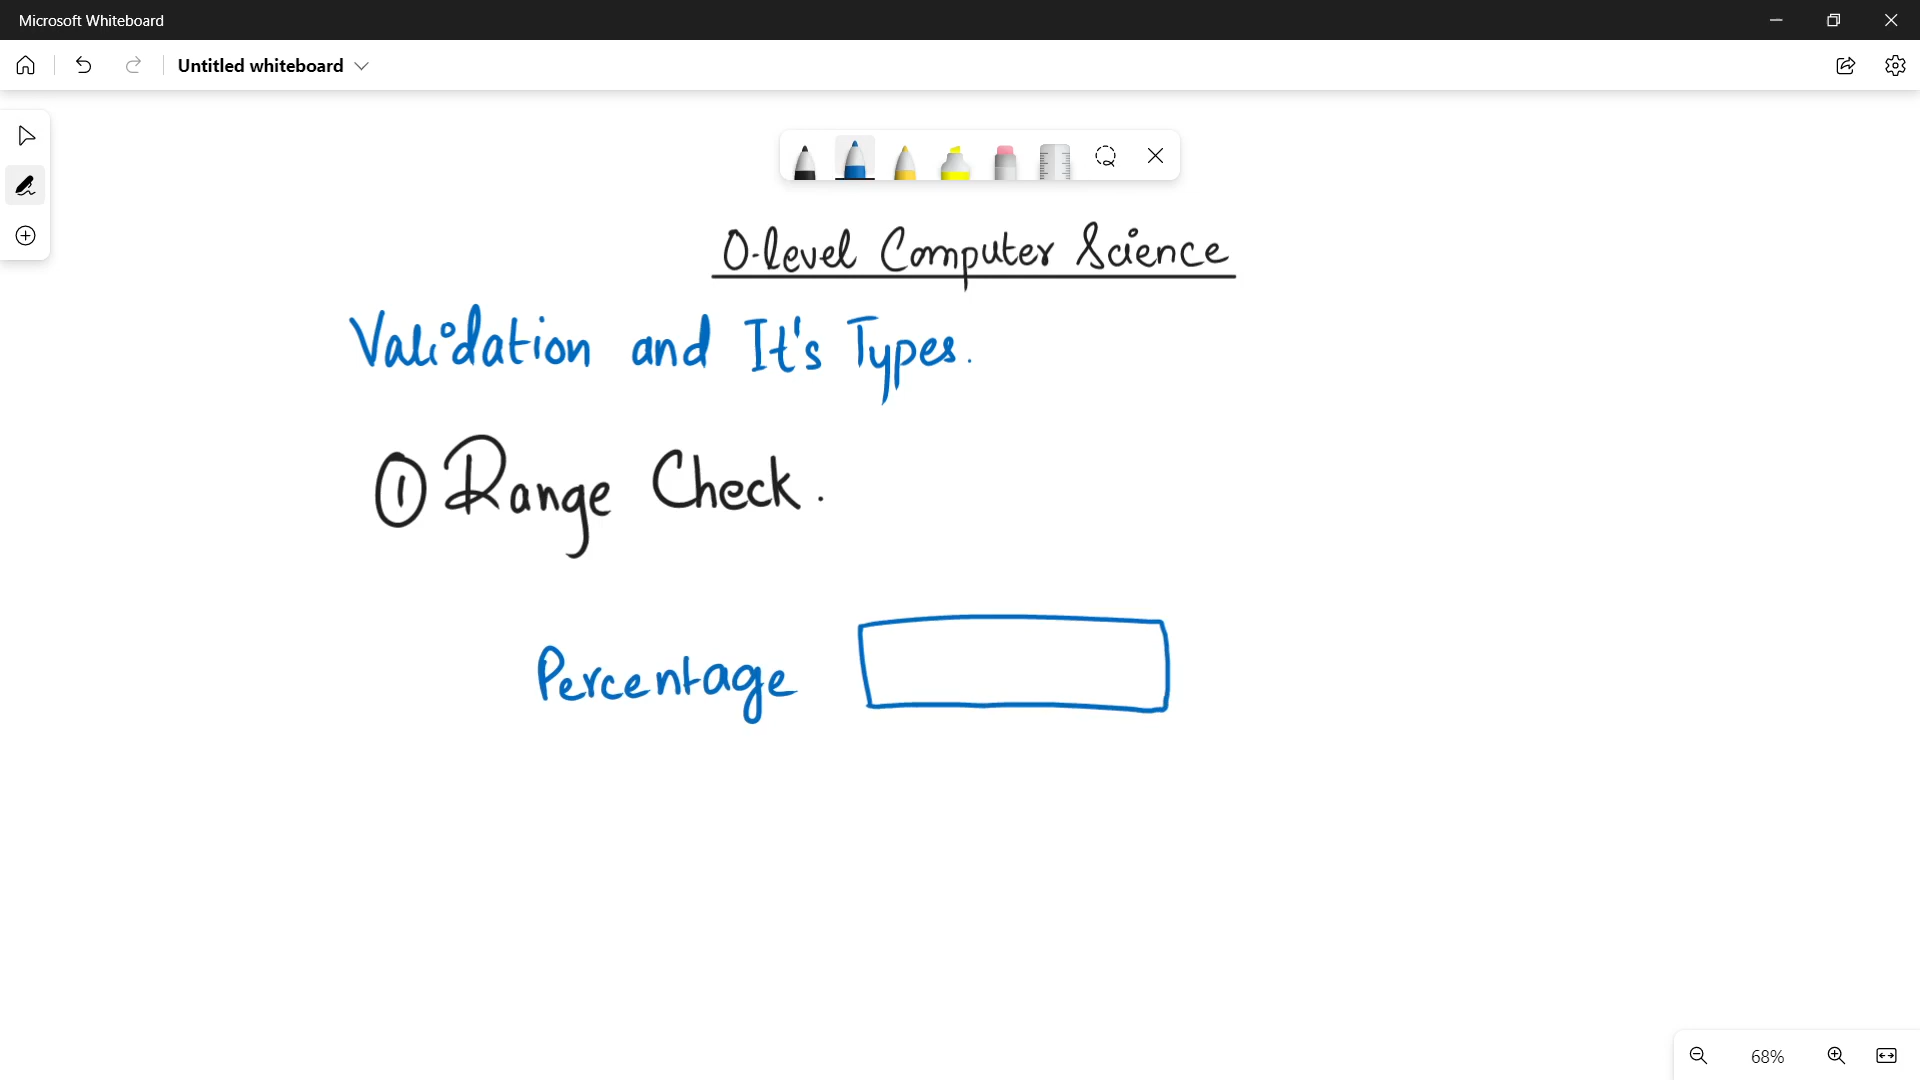 Microsoft Whiteboard
Untitled whiteboard
O-level Computer Science
Validation and It's Types.
① Range Check.
Percentage
68%